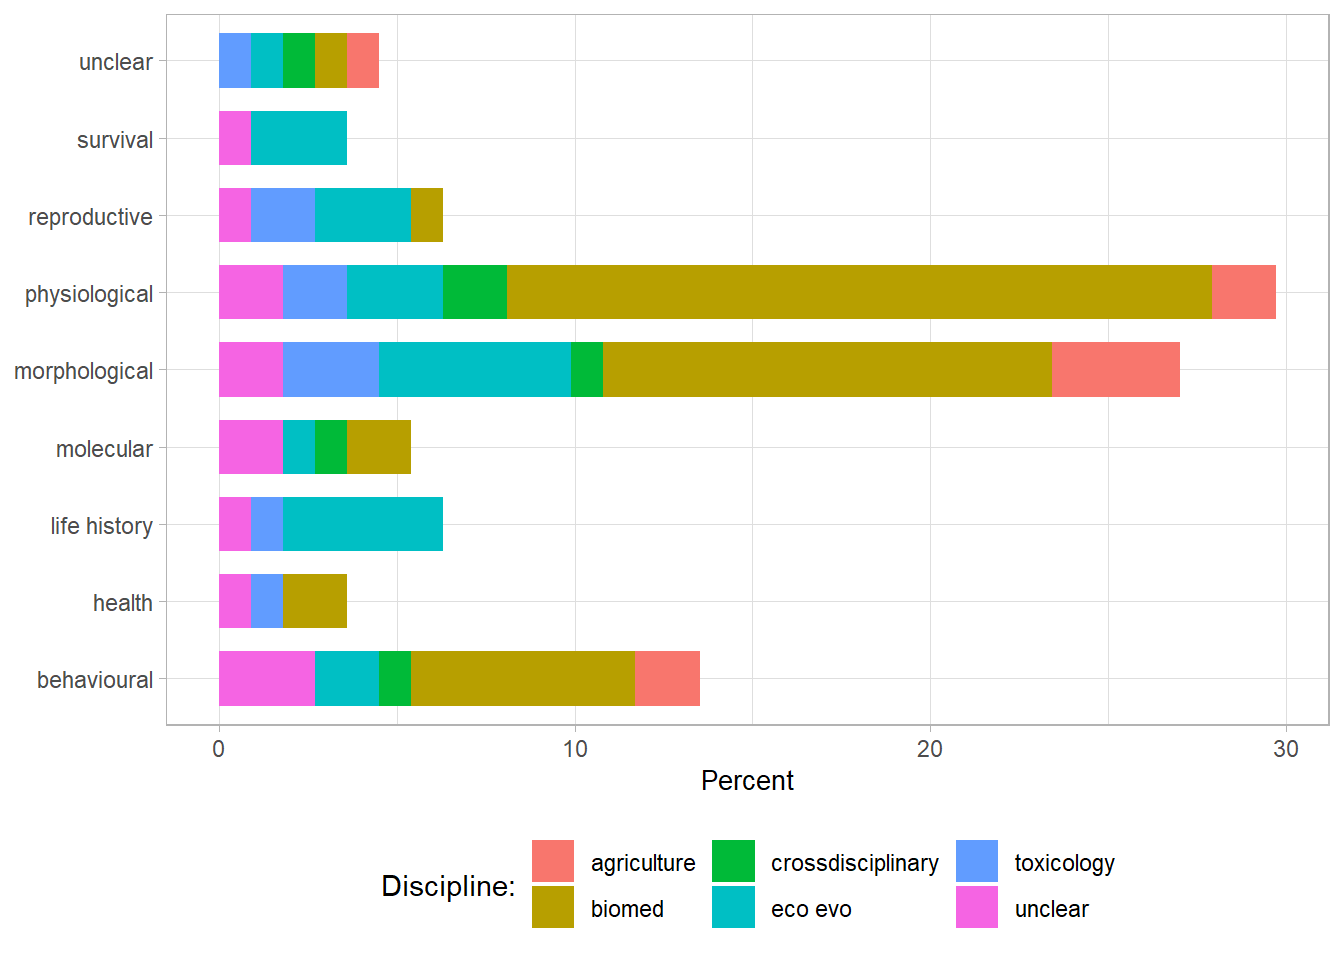 unclear
survival
reproductive
physiological
morphological
molecular
life history
health
behavioural
0 10 20 30
Percent
Discipline:
agriculture crossdisciplinary toxicology
biomed eco evo unclear